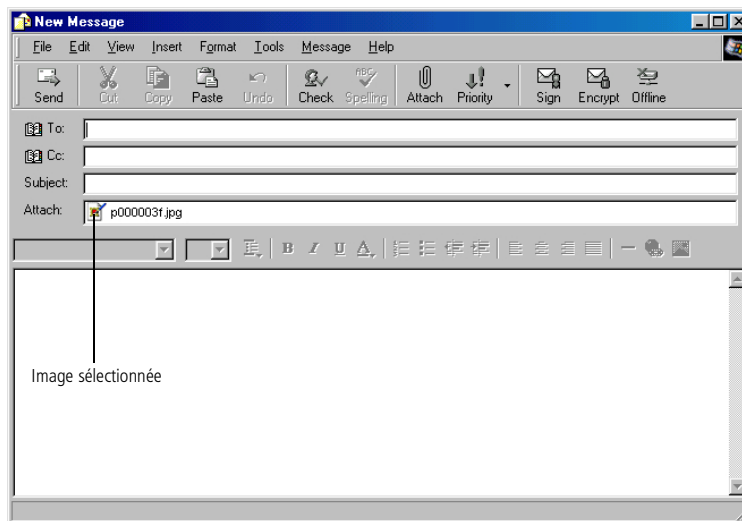 New Message
File Edit View Insert Format Tools Message Help
Send Cut Copy Paste Undo Check Spelling Attach Priority Sign Encrypt Offline
To:
Cc:
Subject:
Attach: p000003f.jpg
B I U A
Image sélectionnée